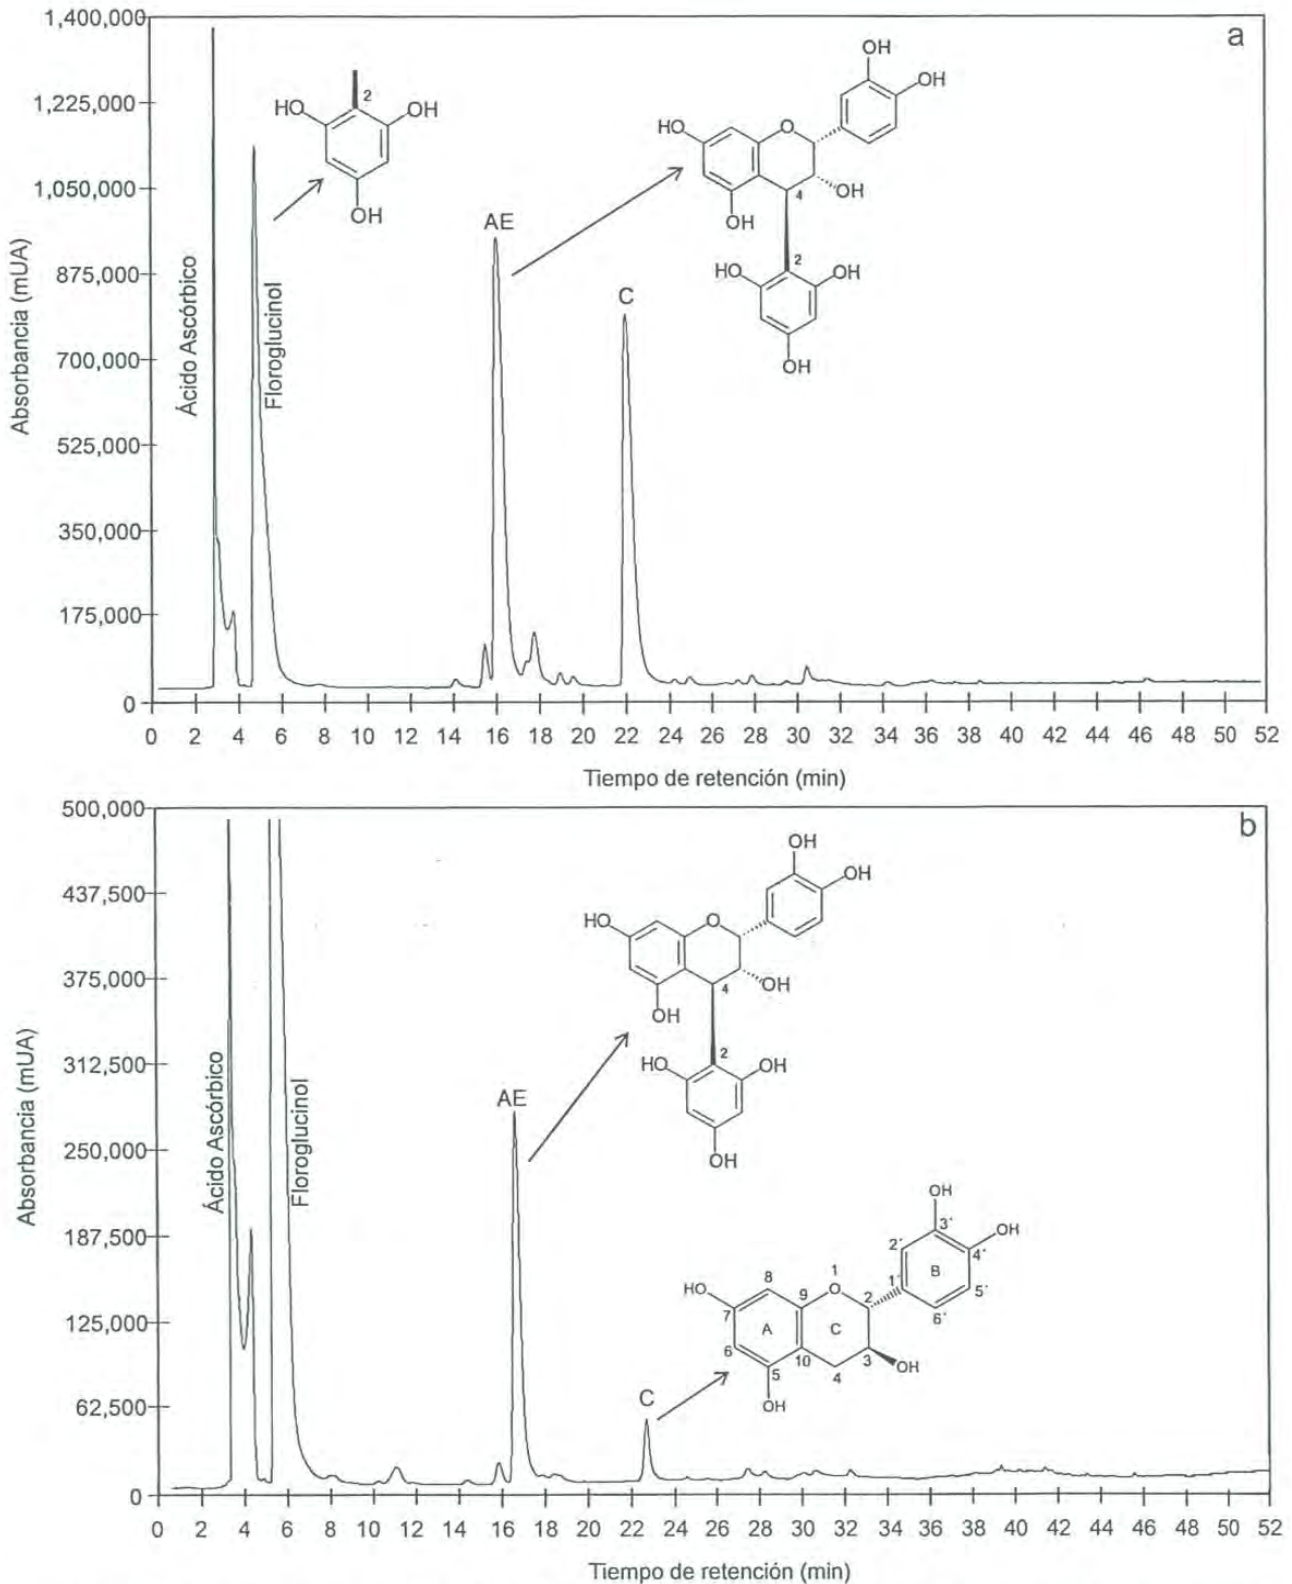 1,400,000
a
1,225,000
1,050,000
875,000
700,000
525,000
350,000
175,000
0
Absorbancia (mUA)
Ácido Ascórbico
Floroglucinol
2
HO
OH
OH
AE
C
OH
OH
HO
O
4
OH
OH
2
HO
OH
OH
0 2 4 6 8 10 12 14 16 18 20 22 26 26 28 30 32 34 36 38 40 42 44 46 48 50 52
Tiempo de retención (min)
500,000
b
437,500
375,000
312,500
250,000
187,500
125,000
62,500
0
Absorbancia (mUA)
Ácido Ascórbico
Floroglucinol
AE
OH
OH
HO
O
4
OH
OH
2
HO
OH
OH
C
OH
3´
OH
2´
4´
B
1´
5´
6´
8
1
HO
O
9
2
7
A
C
6
10
3
OH
5
4
OH
0 2 4 6 8 10 12 14 16 18 20 22 24 26 28 30 32 34 36 38 40 42 44 46 48 50 52
Tiempo de retención (min)